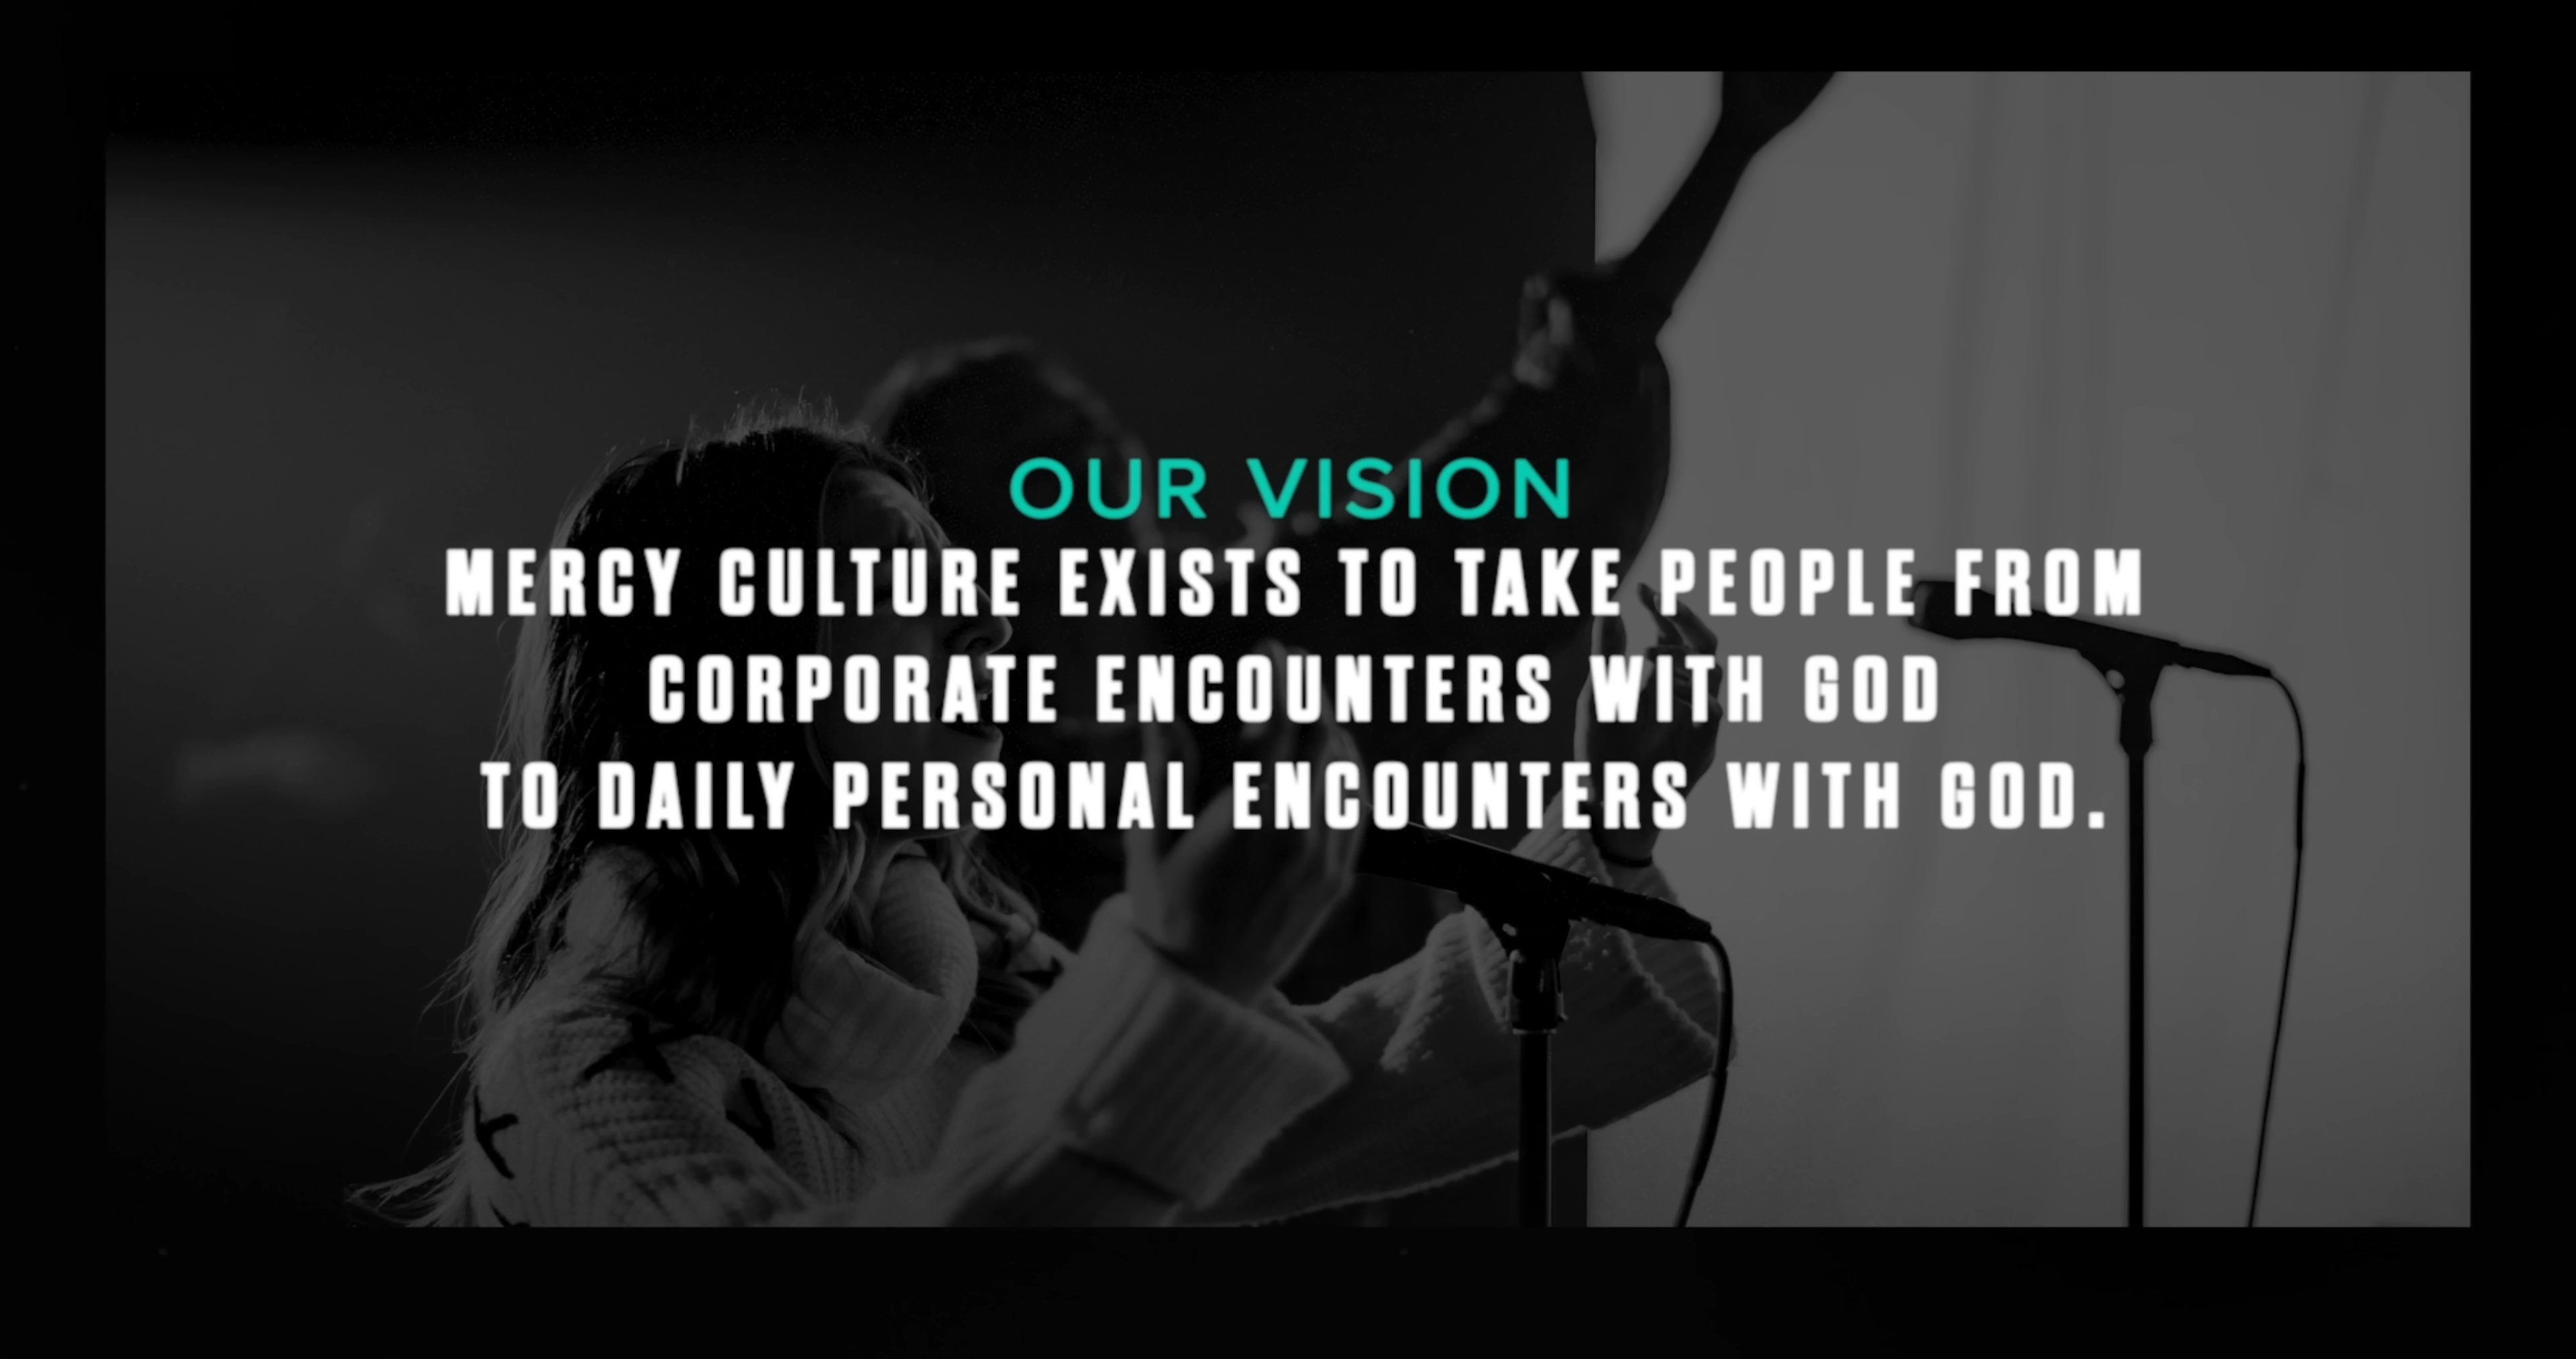 OUR VISION
MERCY CULTURE EXISTS TO TAKE PEOPLE FROM
CORPORATE ENCOUNTERS WITH GOD
TO DAILY PERSONAL ENCOUNTERS WITH GOD.